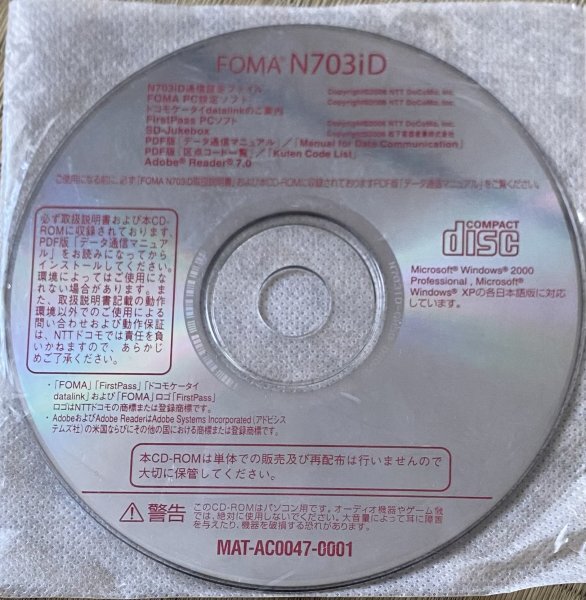 FOMA® N703iD
N703iD通信設定ファイル Copyright©2006 NTT DoCoMo, Inc.
FOMA PC設定ソフト Copyright©2006 NTT DoCoMo, Inc.
ドコモケータイdatalinkのご案内
FirstPass PCソフト Copyright©2006 NTT DoCoMo, Inc.
SD-Jukebox
PDF版「データ通信マニュアル」/「Manual for Data Communication」
PDF版「区点コード一覧」/「Kuten Code List」
Adobe® Reader® 7.0
ご使用になる前に、必ず「FOMA N703iD取扱説明書」および本CD-ROMに収録されておりますPDF版「データ通信マニュアル」をご覧ください。
必ず取扱説明書および本CD-
ROMに収録されております、
PDF版「データ通信マニュア
ル」をお読みになってから
インストールしてください。
環境によってはご使用になれ
ない場合があります。ま
た、取扱説明書記載の動作
環境以外でのご使用による
問い合わせおよび動作保証
は、NTTドコモでは責任を負
いかねますので、あらかじ
めご了承ください。
COMPACT
disc
Microsoft® Windows® 2000
Professional , Microsoft®
Windows® XPの各日本語版に対応
しています。
・「FOMA」「FirstPass」「ドコモケータイ
datalink」および「FOMA」ロゴ「FirstPass」
ロゴはNTTドコモの商標または登録商標です。
・AdobeおよびAdobe ReaderはAdobe Systems Incorporated（アドビシス
テムズ社）の米国ならびにその他の国における商標または登録商標です。
本CD-ROMは単体での販売及び再配布は行いませんので
大切に保管してください。
警告
このCD-ROMはパソコン用です。オーディオ機器やゲーム機
では、絶対に使用しないでください。大音量によって耳に障害
を与えたり、機器を破損する恐れがあります。
MAT-AC0047-0001